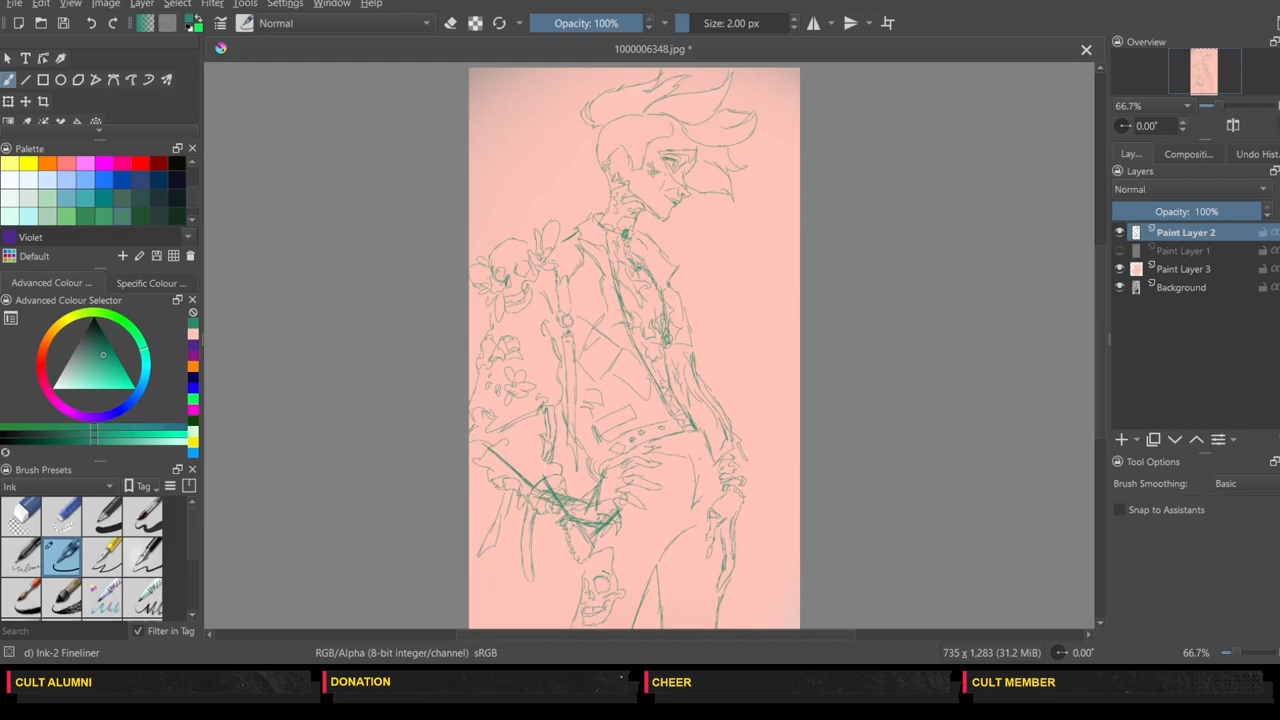 File Edit View Image Layer Select Filter Tools Settings Window Help
Normal Opacity: 100% Size: 2.00 px
1000006348.jpg *
Overview
66.7%
0.00°
Lay... Compositi... Undo Hist
Layers
Normal
Opacity: 100%
Paint Layer 2
Paint Layer 1
Paint Layer 3
Background
Tool Options
Brush Smoothing: Basic
Snap to Assistants
Palette
Violet
Default
Advanced Colour ... Specific Colour ...
Advanced Colour Selector
Brush Presets
Ink Tag
Search Filter in Tag
d) Ink-2 Fineliner RGB/Alpha (8-bit integer/channel) sRGB 735 x 1,283 (31.2 MiB) 0.00° 66.7%
CULT ALUMNI DONATION CHEER CULT MEMBER